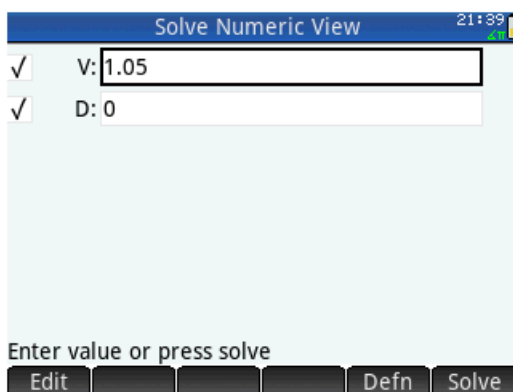 Solve Numeric View 21:39
∡π
√ V: 1.05
√ D: 0
Enter value or press solve
Edit Defn Solve